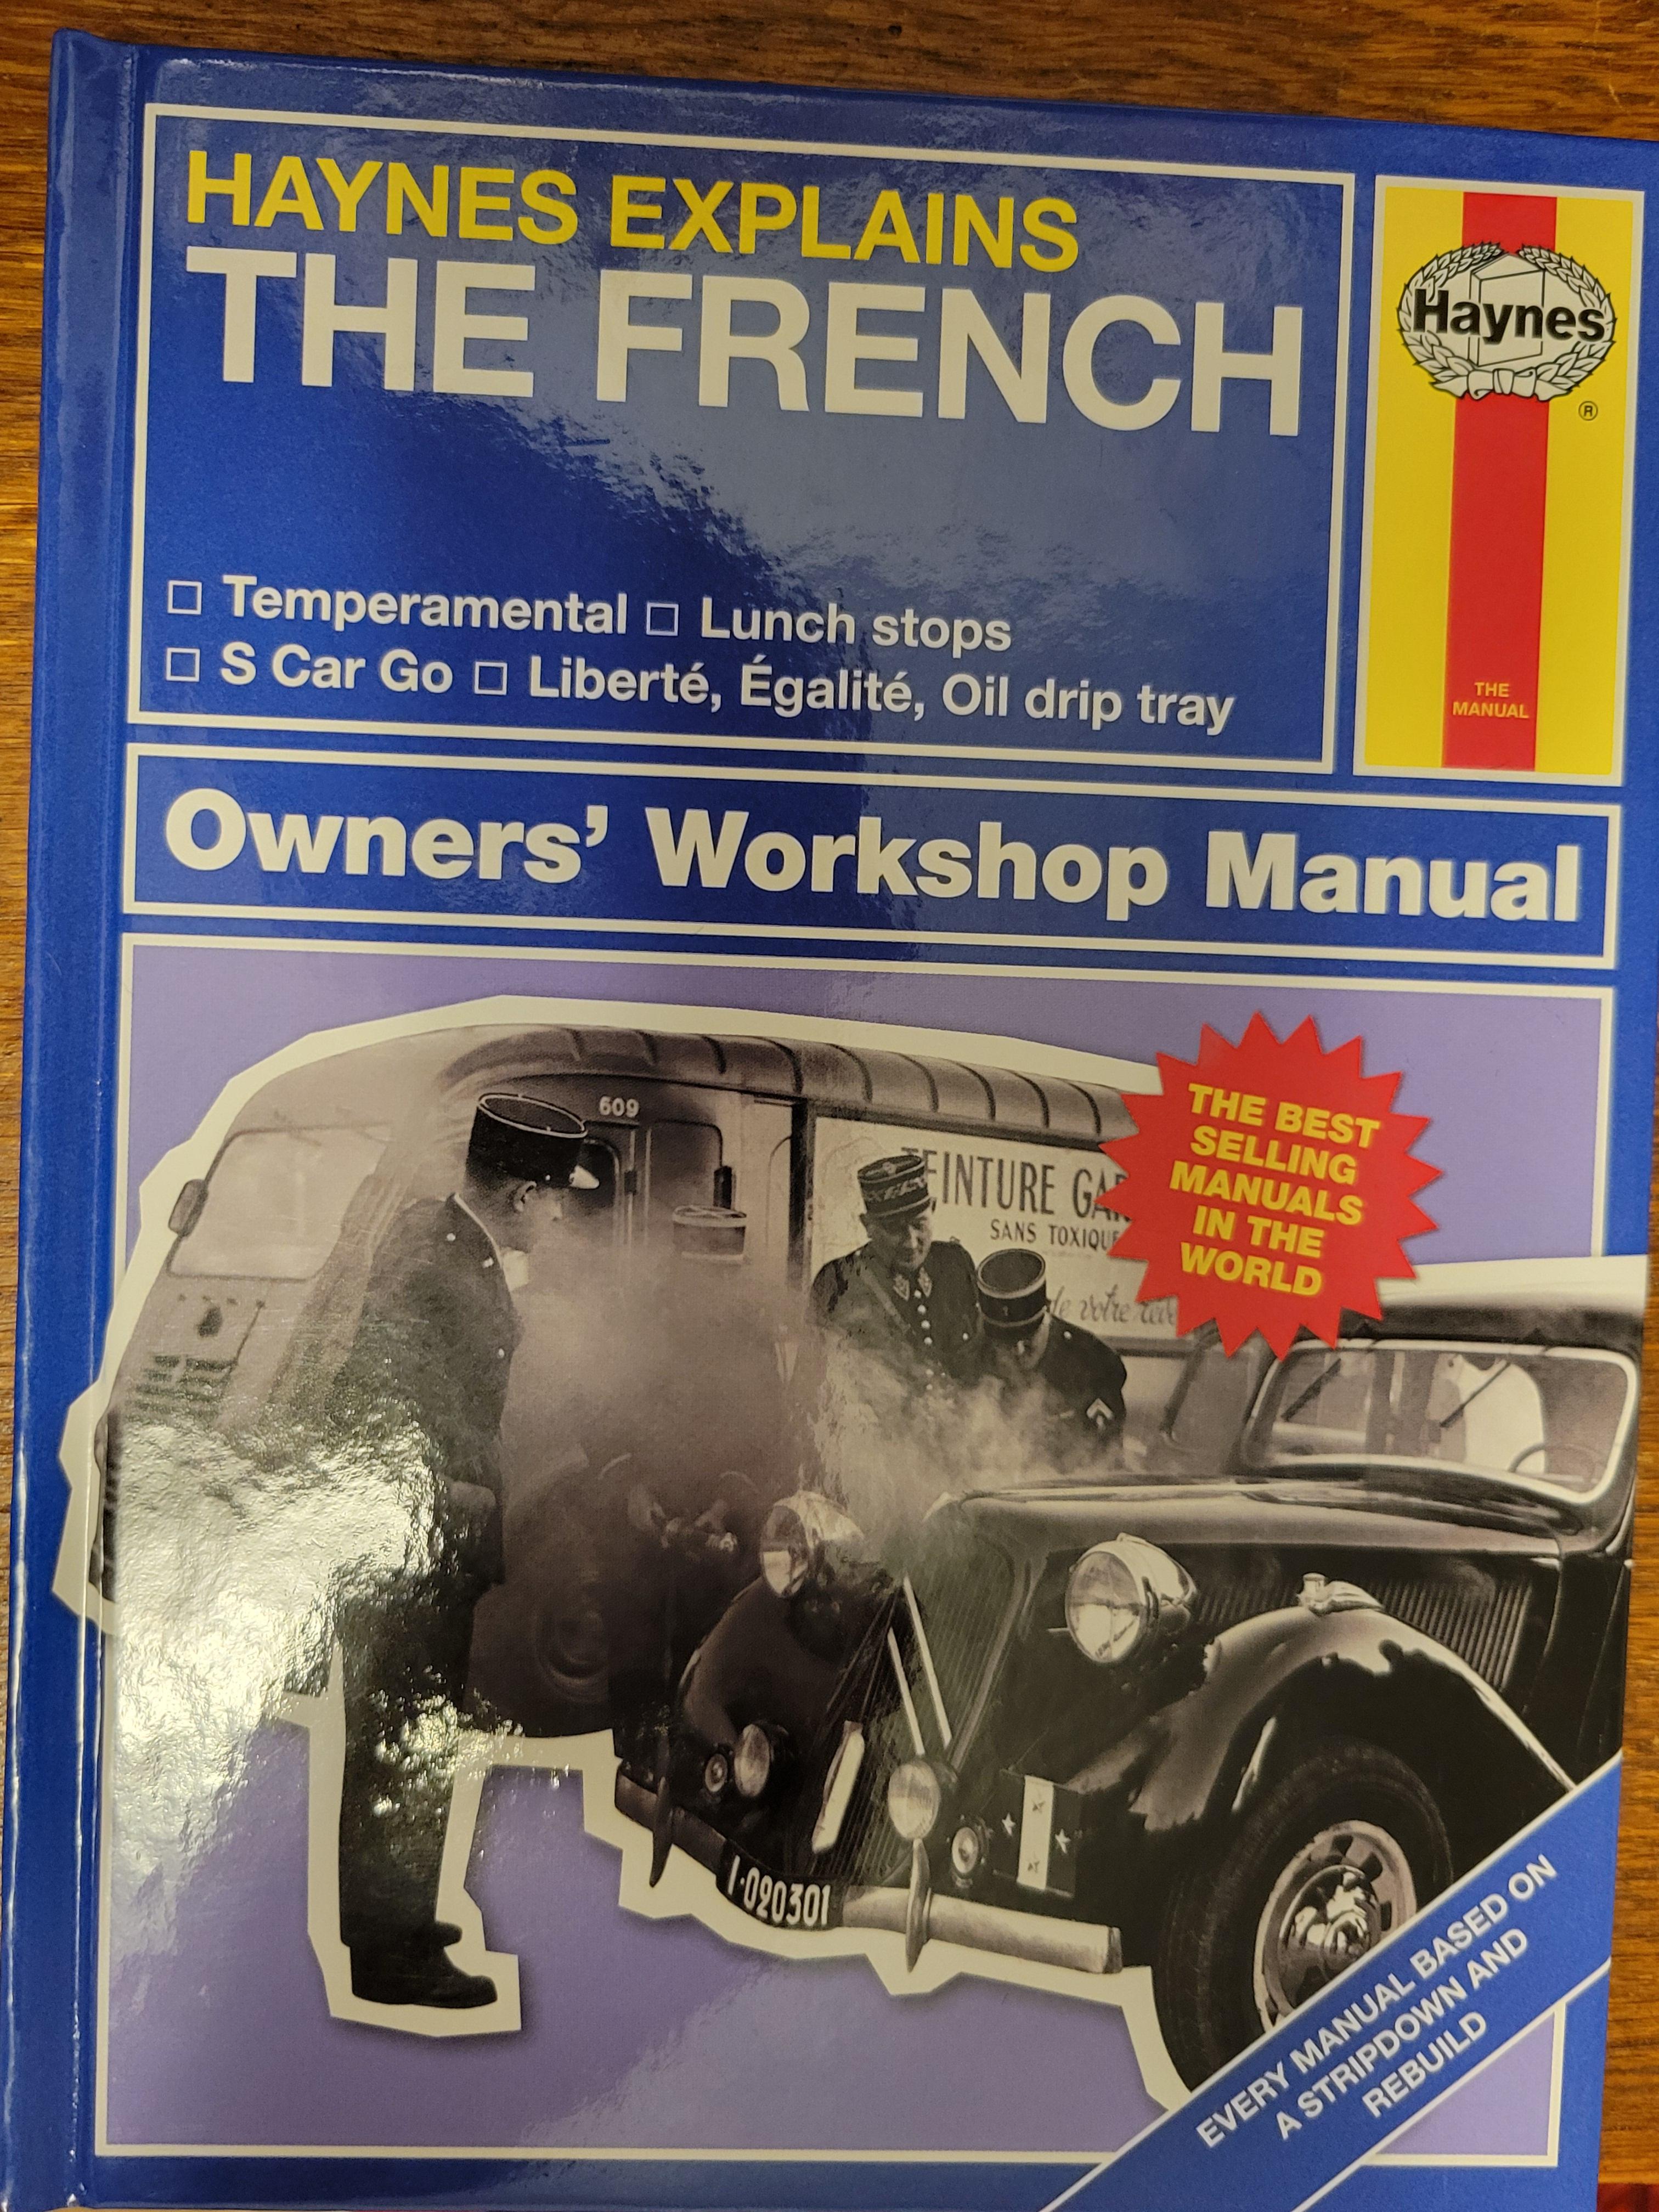 HAYNES EXPLAINS
THE FRENCH
□ Temperamental □ Lunch stops
□ S Car Go □ Liberté, Égalité, Oil drip tray
Haynes
®
THE
MANUAL
Owners’ Workshop Manual
THE BEST
SELLING
MANUALS
IN THE
WORLD
609
SANS
de votre
1·020301
EVERY MANUAL BASED ON
A STRIPDOWN AND
REBUILD